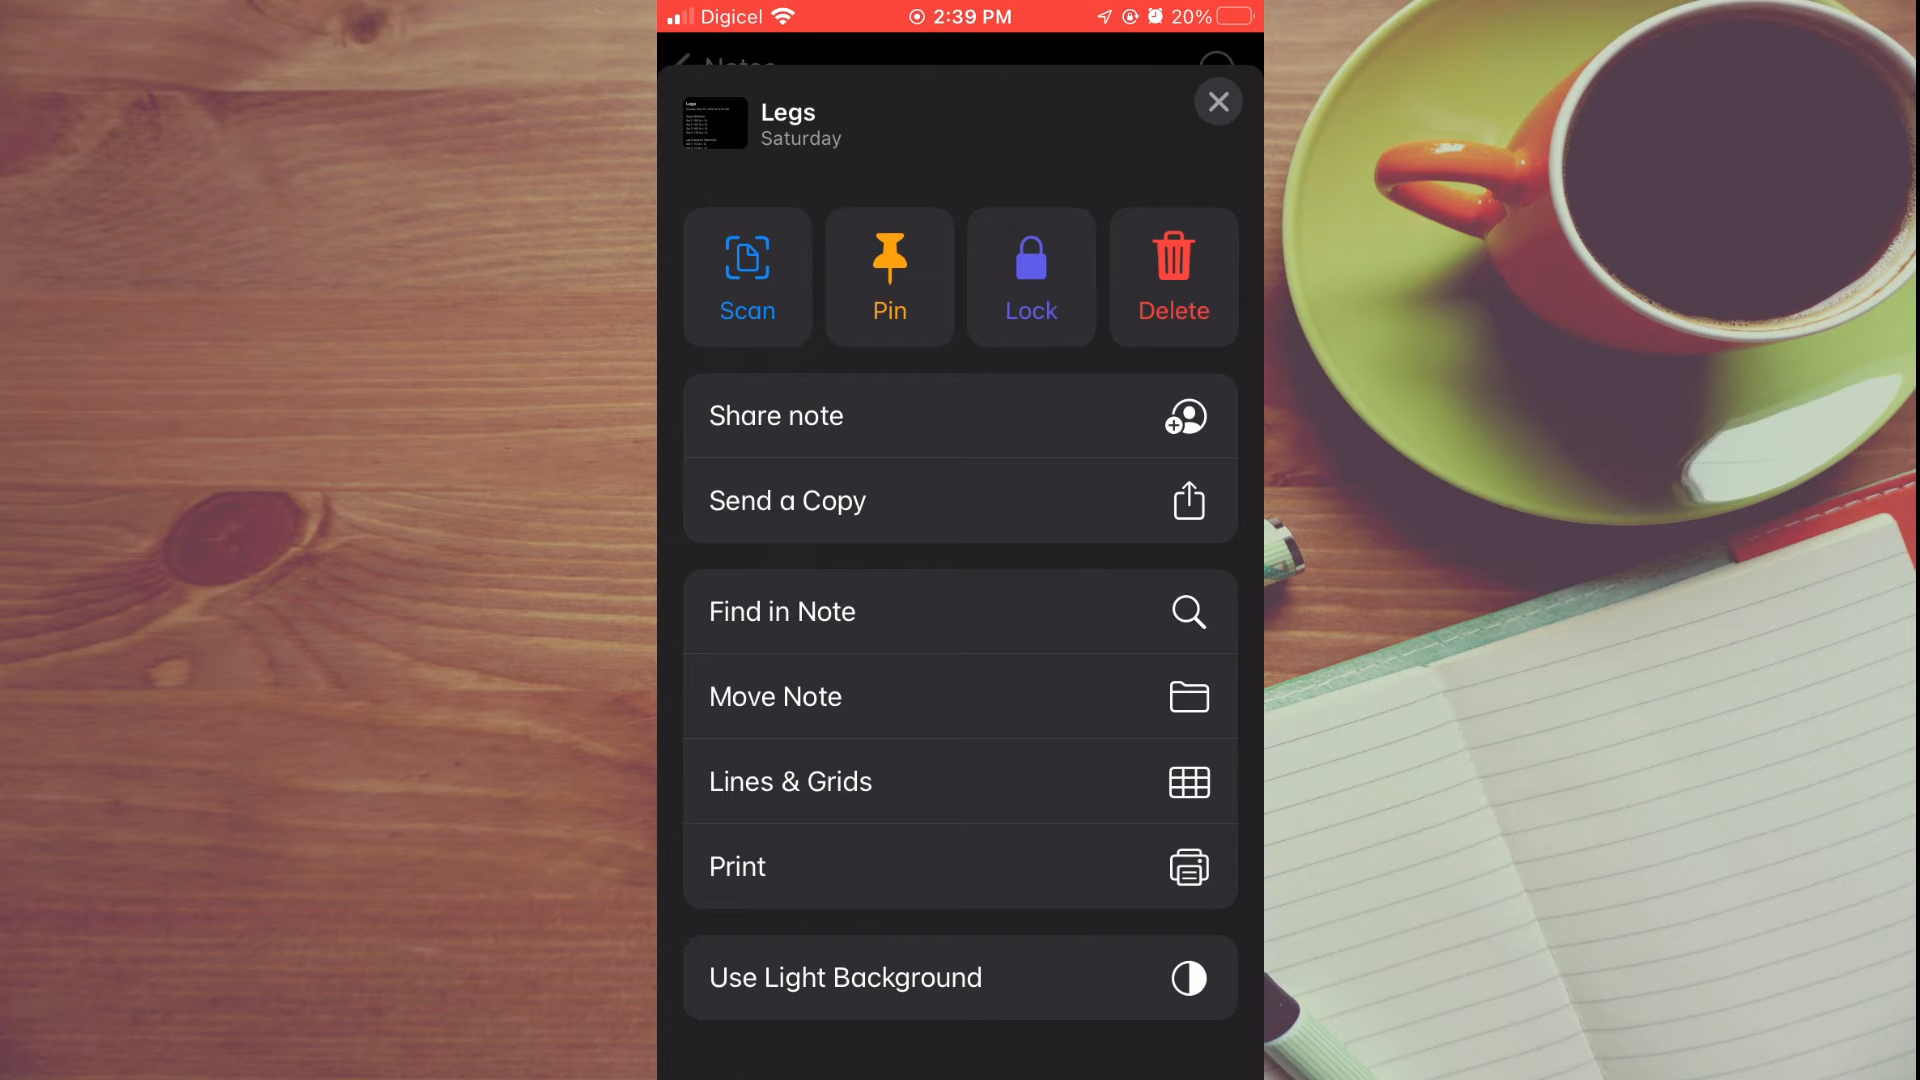 Digicel 2:39 PM 20%
Notes
Legs
Saturday
Scan Pin Lock Delete
Share note
Send a Copy
Find in Note
Move Note
Lines & Grids
Print
Use Light Background